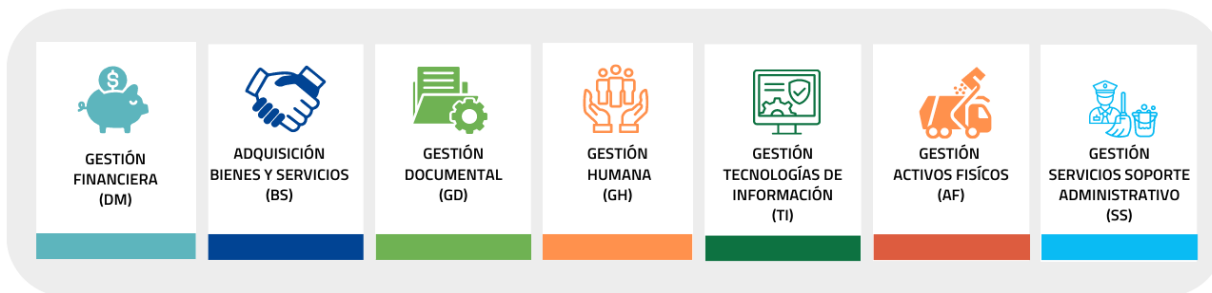 $
GESTIÓN
FINANCIERA
(DM)
ADQUISICIÓN
BIENES Y SERVICIOS
(BS)
GESTIÓN
DOCUMENTAL
(GD)
GESTIÓN
HUMANA
(GH)
GESTIÓN
TECNOLOGÍAS DE
INFORMACIÓN
(TI)
GESTIÓN
ACTIVOS FISÍCOS
(AF)
GESTIÓN
SERVICIOS SOPORTE
ADMINISTRATIVO
(SS)